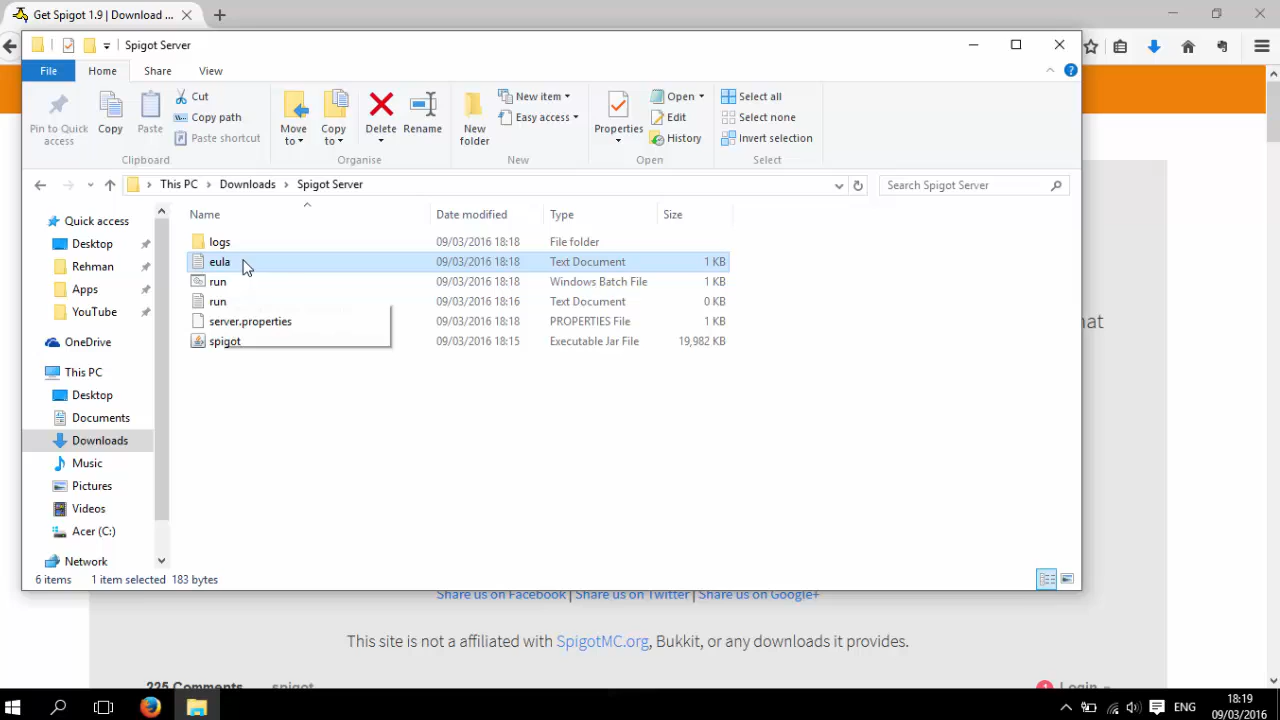 Get Spigot 1.9 | Download ...
Spigot Server
File Home Share View
Pin to Quick access
Copy
Paste
Cut
Copy path
Paste shortcut
Clipboard
Move to
Copy to
Delete
Rename
Organise
New folder
New item
Easy access
New
Properties
Open
Edit
History
Open
Select all
Select none
Invert selection
Select
This PC > Downloads > Spigot Server
Search Spigot Server
Name Date modified Type Size
logs 09/03/2016 18:18 File folder
eula 09/03/2016 18:18 Text Document 1 KB
run 09/03/2016 18:18 Windows Batch File 1 KB
run 09/03/2016 18:16 Text Document 0 KB
server.properties 09/03/2016 18:18 PROPERTIES File 1 KB
spigot 09/03/2016 18:15 Executable Jar File 19,982 KB
Quick access
Desktop
Rehman
Apps
YouTube
OneDrive
This PC
Desktop
Documents
Downloads
Music
Pictures
Videos
Acer (C:)
Network
6 items 1 item selected 183 bytes
hat
Share us on Facebook | Share us on Twitter | Share us on Google+
This site is not a affiliated with SpigotMC.org, Bukkit, or any downloads it provides.
225 Comments spigot 1 Login
ENG
18:19
09/03/2016